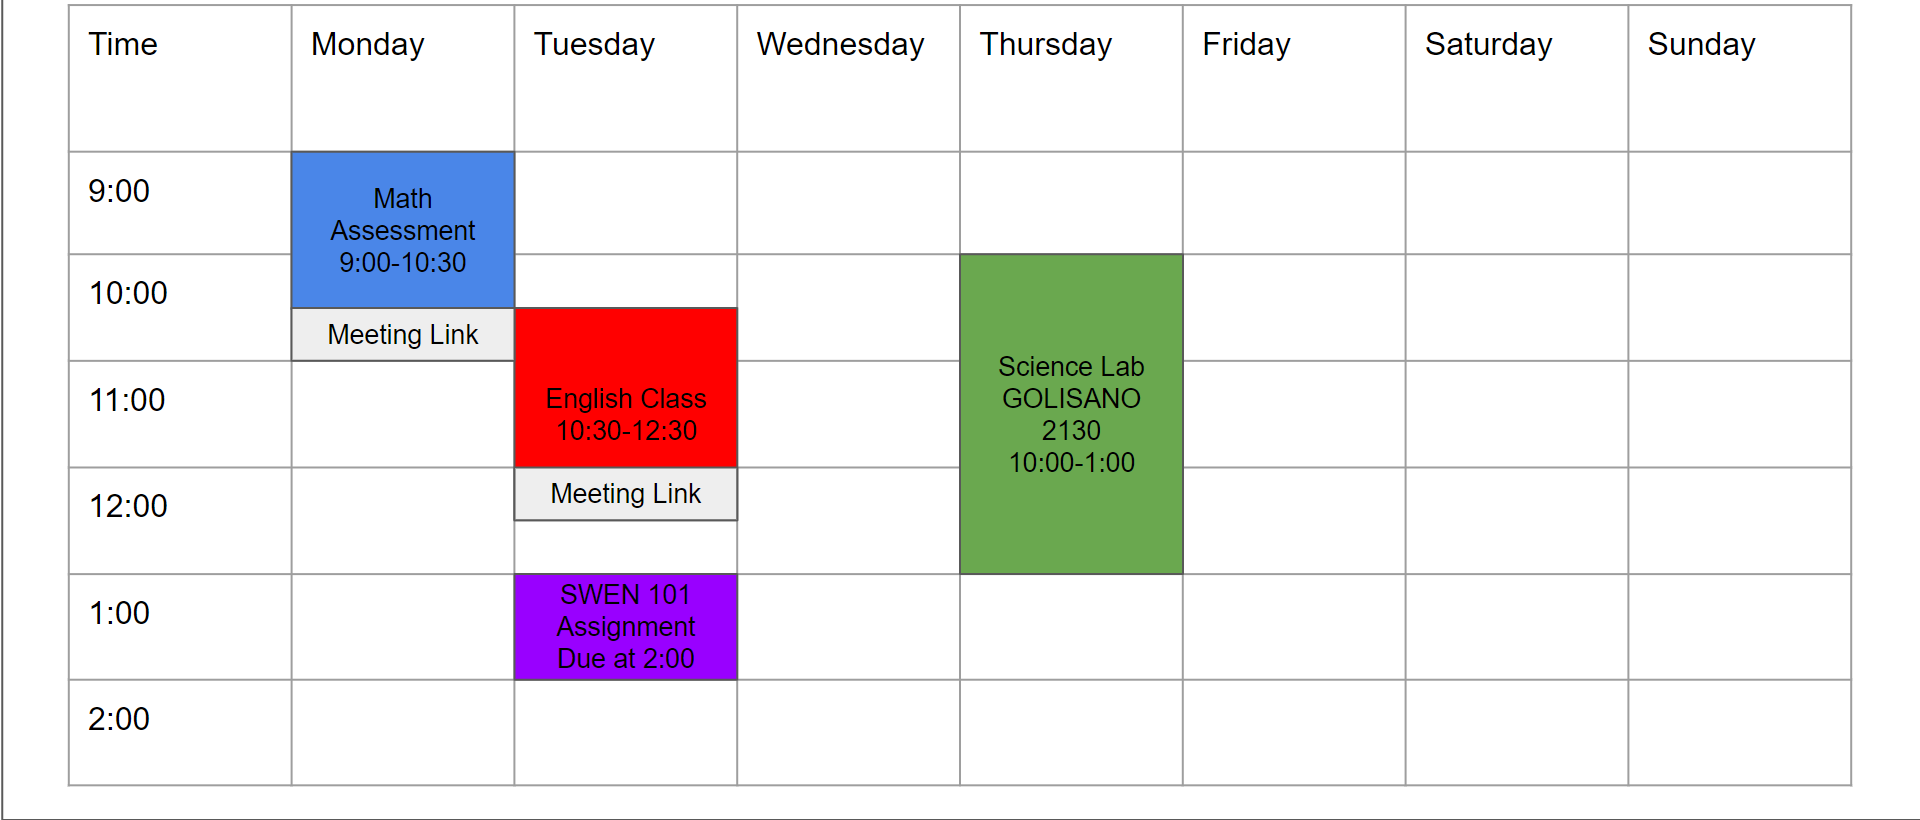 Time Monday Tuesday Wednesday Thursday Friday Saturday Sunday
9:00
Math
Assessment
9:00-10:30
10:00
Meeting Link
11:00
English Class
10:30-12:30
Science Lab
GOLISANO
2130
10:00-1:00
12:00
Meeting Link
1:00
SWEN 101
Assignment
Due at 2:00
2:00